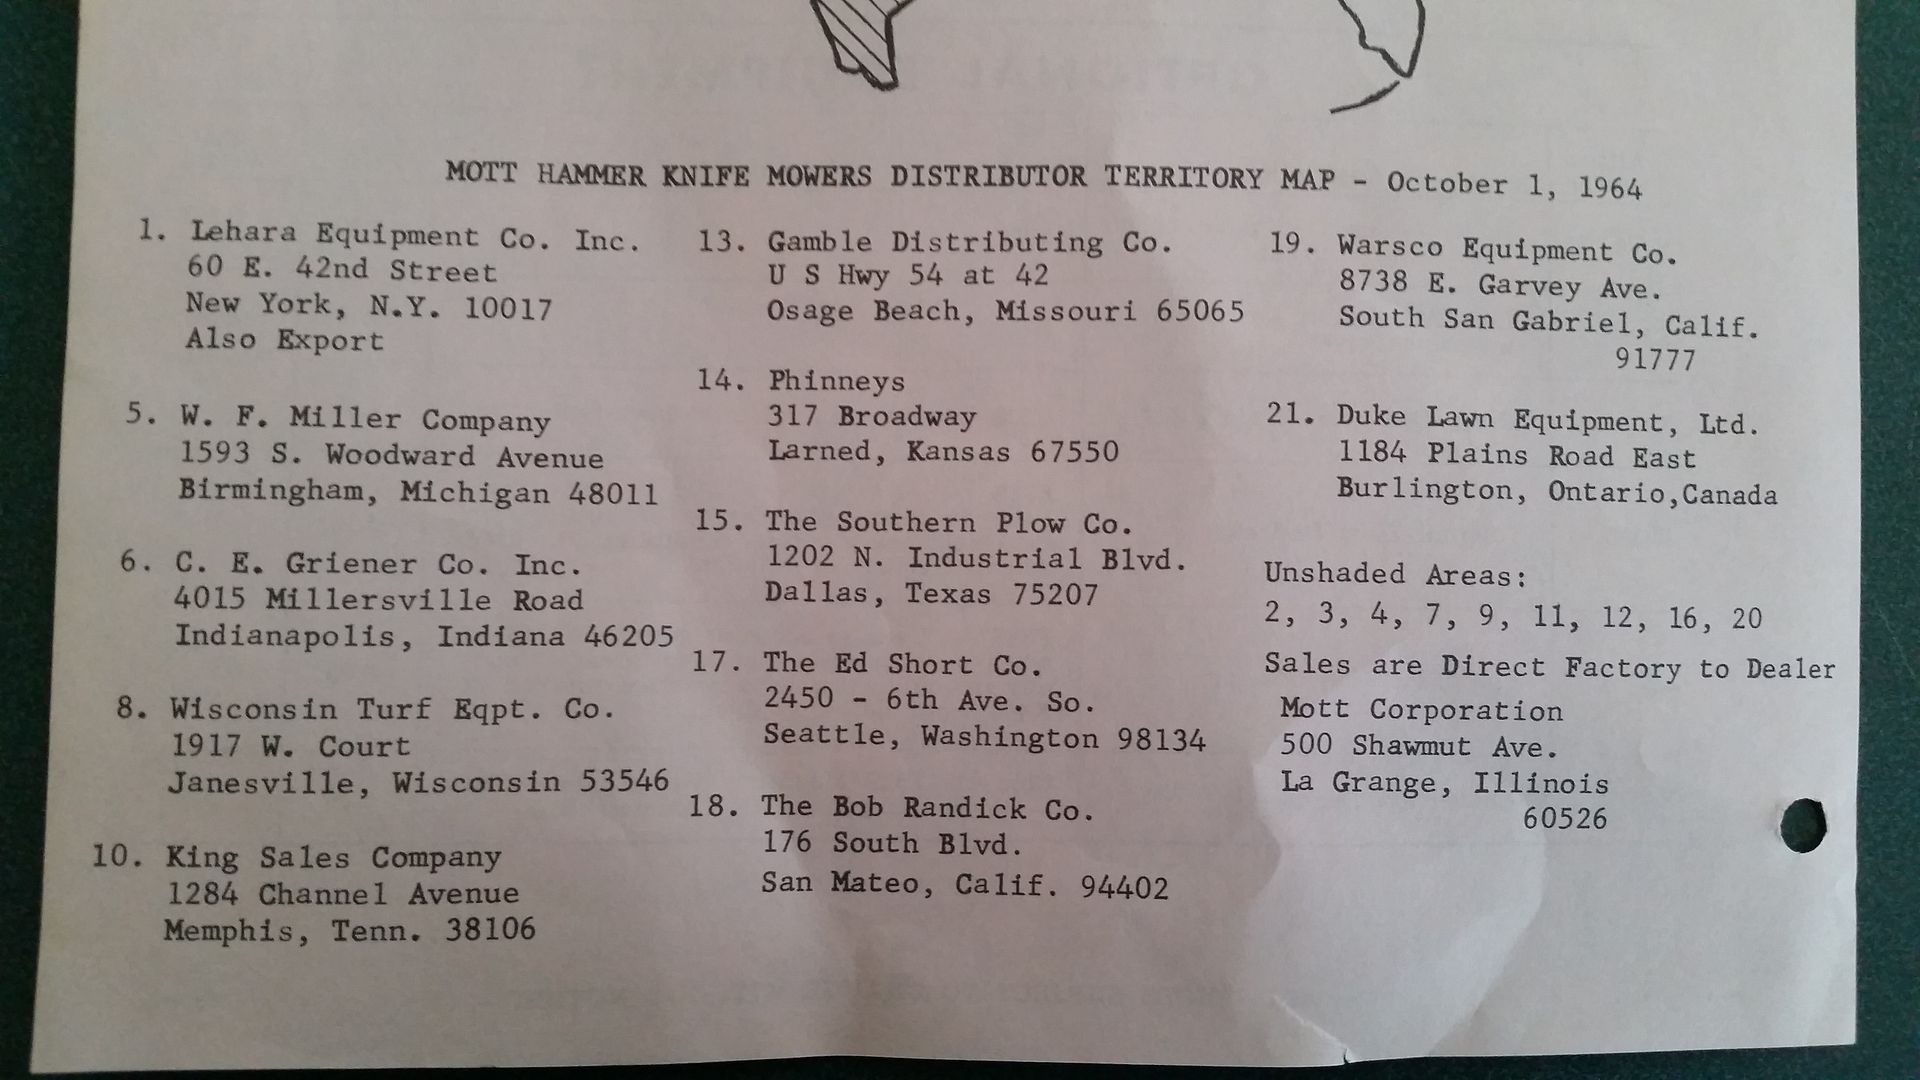 MOTT HAMMER KNIFE MOWERS DISTRIBUTOR TERRITORY MAP - October 1, 1964
1. Lehara Equipment Co. Inc.
60 E. 42nd Street
New York, N.Y. 10017
Also Export
5. W. F. Miller Company
1593 S. Woodward Avenue
Birmingham, Michigan 48011
6. C. E. Griener Co. Inc.
4015 Millersville Road
Indianapolis, Indiana 46205
8. Wisconsin Turf Eqpt. Co.
1917 W. Court
Janesville, Wisconsin 53546
10. King Sales Company
1284 Channel Avenue
Memphis, Tenn. 38106
13. Gamble Distributing Co.
U S Hwy 54 at 42
Osage Beach, Missouri 65065
14. Phinneys
317 Broadway
Larned, Kansas 67550
15. The Southern Plow Co.
1202 N. Industrial Blvd.
Dallas, Texas 75207
17. The Ed Short Co.
2450 - 6th Ave. So.
Seattle, Washington 98134
18. The Bob Randick Co.
176 South Blvd.
San Mateo, Calif. 94402
19. Warsco Equipment Co.
8738 E. Garvey Ave.
South San Gabriel, Calif.
91777
21. Duke Lawn Equipment, Ltd.
1184 Plains Road East
Burlington, Ontario,Canada
Unshaded Areas:
2, 3, 4, 7, 9, 11, 12, 16, 20
Sales are Direct Factory to Dealer
Mott Corporation
500 Shawmut Ave.
La Grange, Illinois
60526